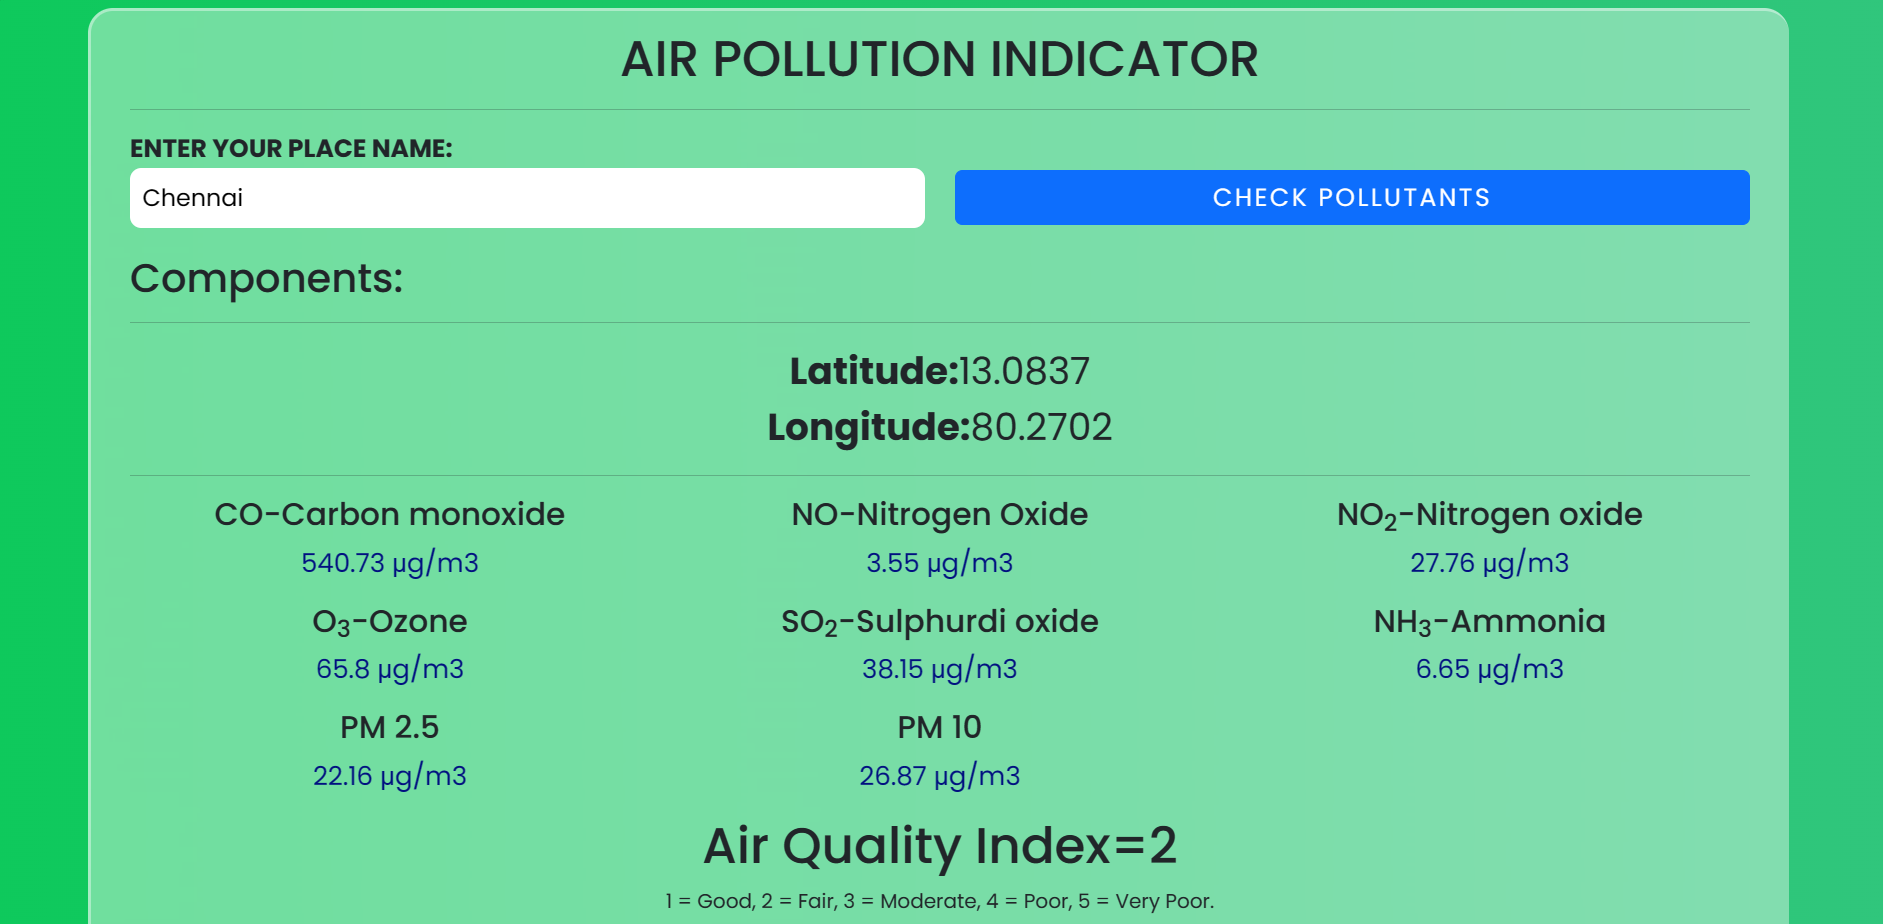 AIR POLLUTION INDICATOR
ENTER YOUR PLACE NAME:
Chennai
CHECK POLLUTANTS
Components:
Latitude:13.0837
Longitude:80.2702
CO-Carbon monoxide
540.73 µg/m3
NO-Nitrogen Oxide
3.55 µg/m3
NO₂-Nitrogen oxide
27.76 µg/m3
O₃-Ozone
65.8 µg/m3
SO₂-Sulphurdi oxide
38.15 µg/m3
NH₃-Ammonia
6.65 µg/m3
PM 2.5
22.16 µg/m3
PM 10
26.87 µg/m3
Air Quality Index=2
1 = Good, 2 = Fair, 3 = Moderate, 4 = Poor, 5 = Very Poor.